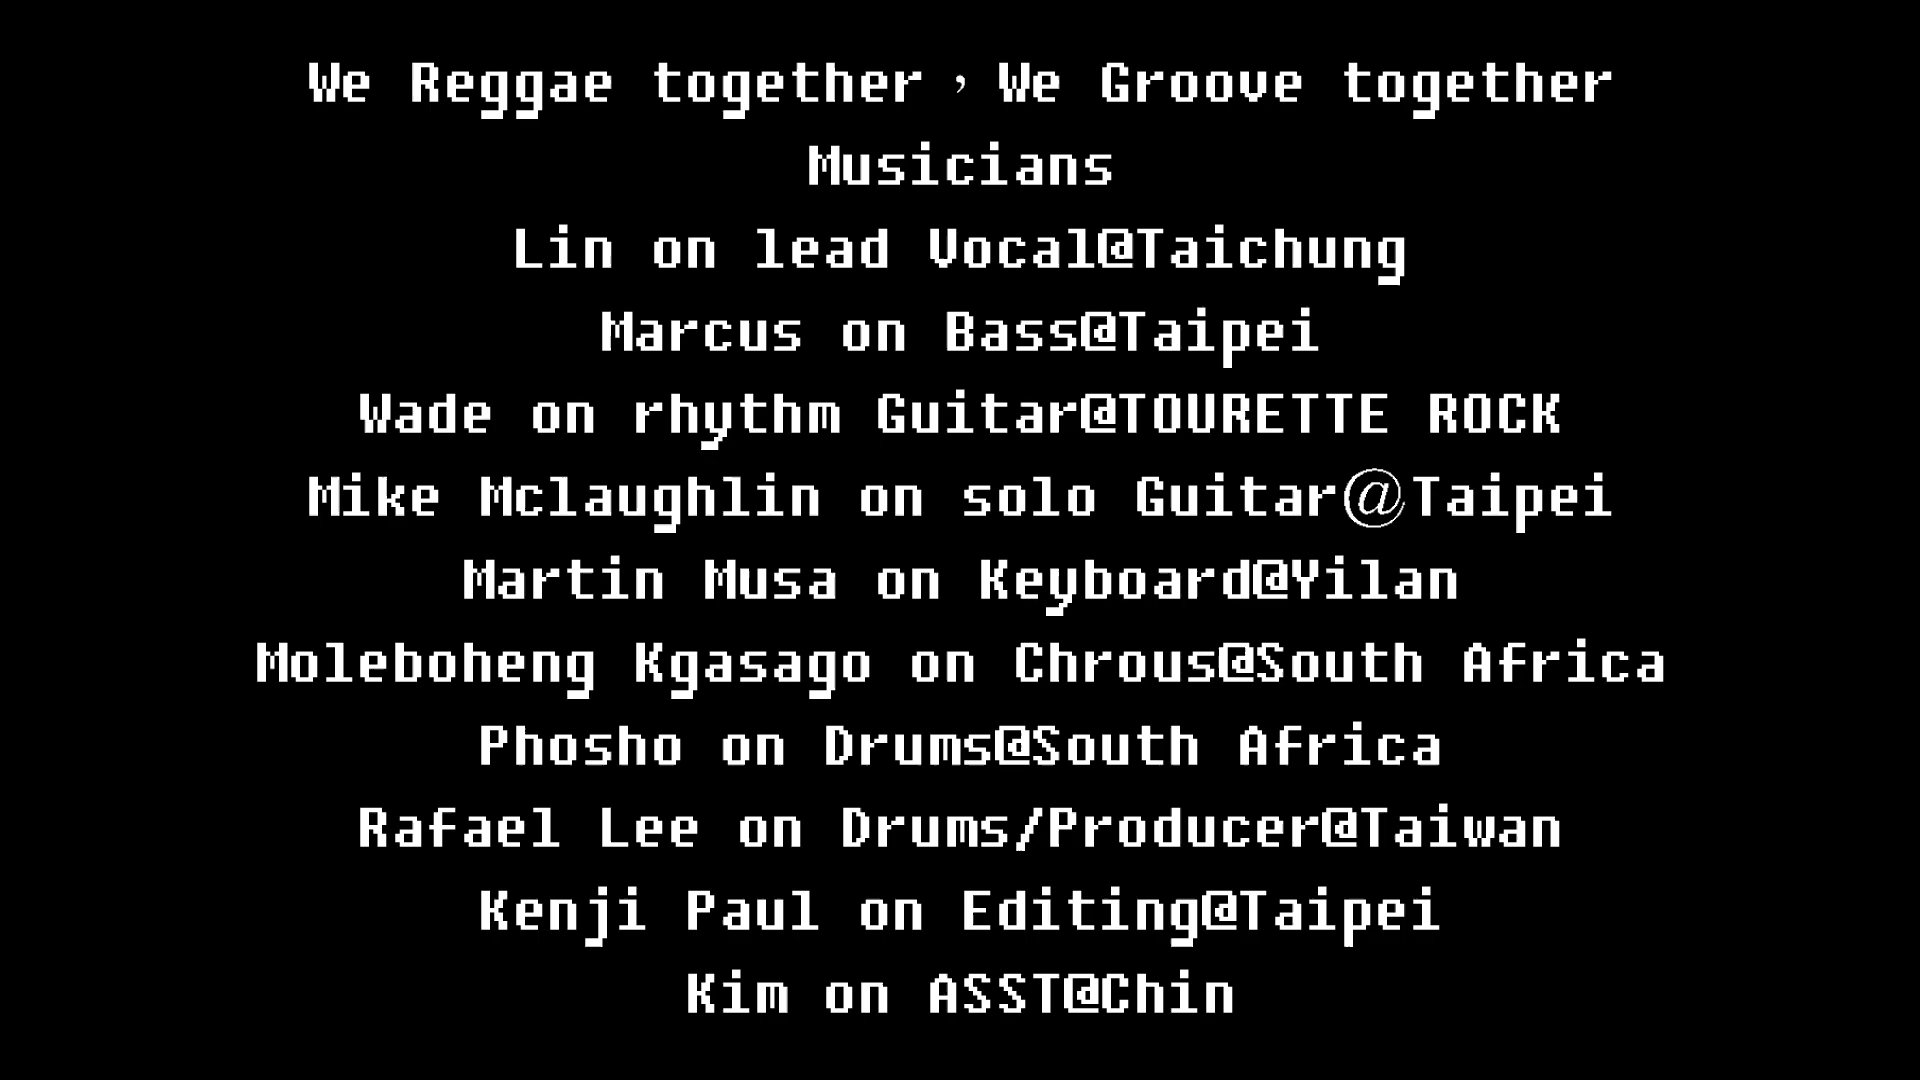 We Reggae together，We Groove together
Musicians
Lin on lead Vocal@Taichung
Marcus on Bass@Taipei
Wade on rhythm Guitar@TOURETTE ROCK
Mike Mclaughlin on solo Guitar＠Taipei
Martin Musa on Keyboard@Yilan
Moleboheng Kgasago on Chrous@South Africa
Phosho on Drums@South Africa
Rafael Lee on Drums/Producer@Taiwan
Kenji Paul on Editing@Taipei
Kim on ASST@Chin